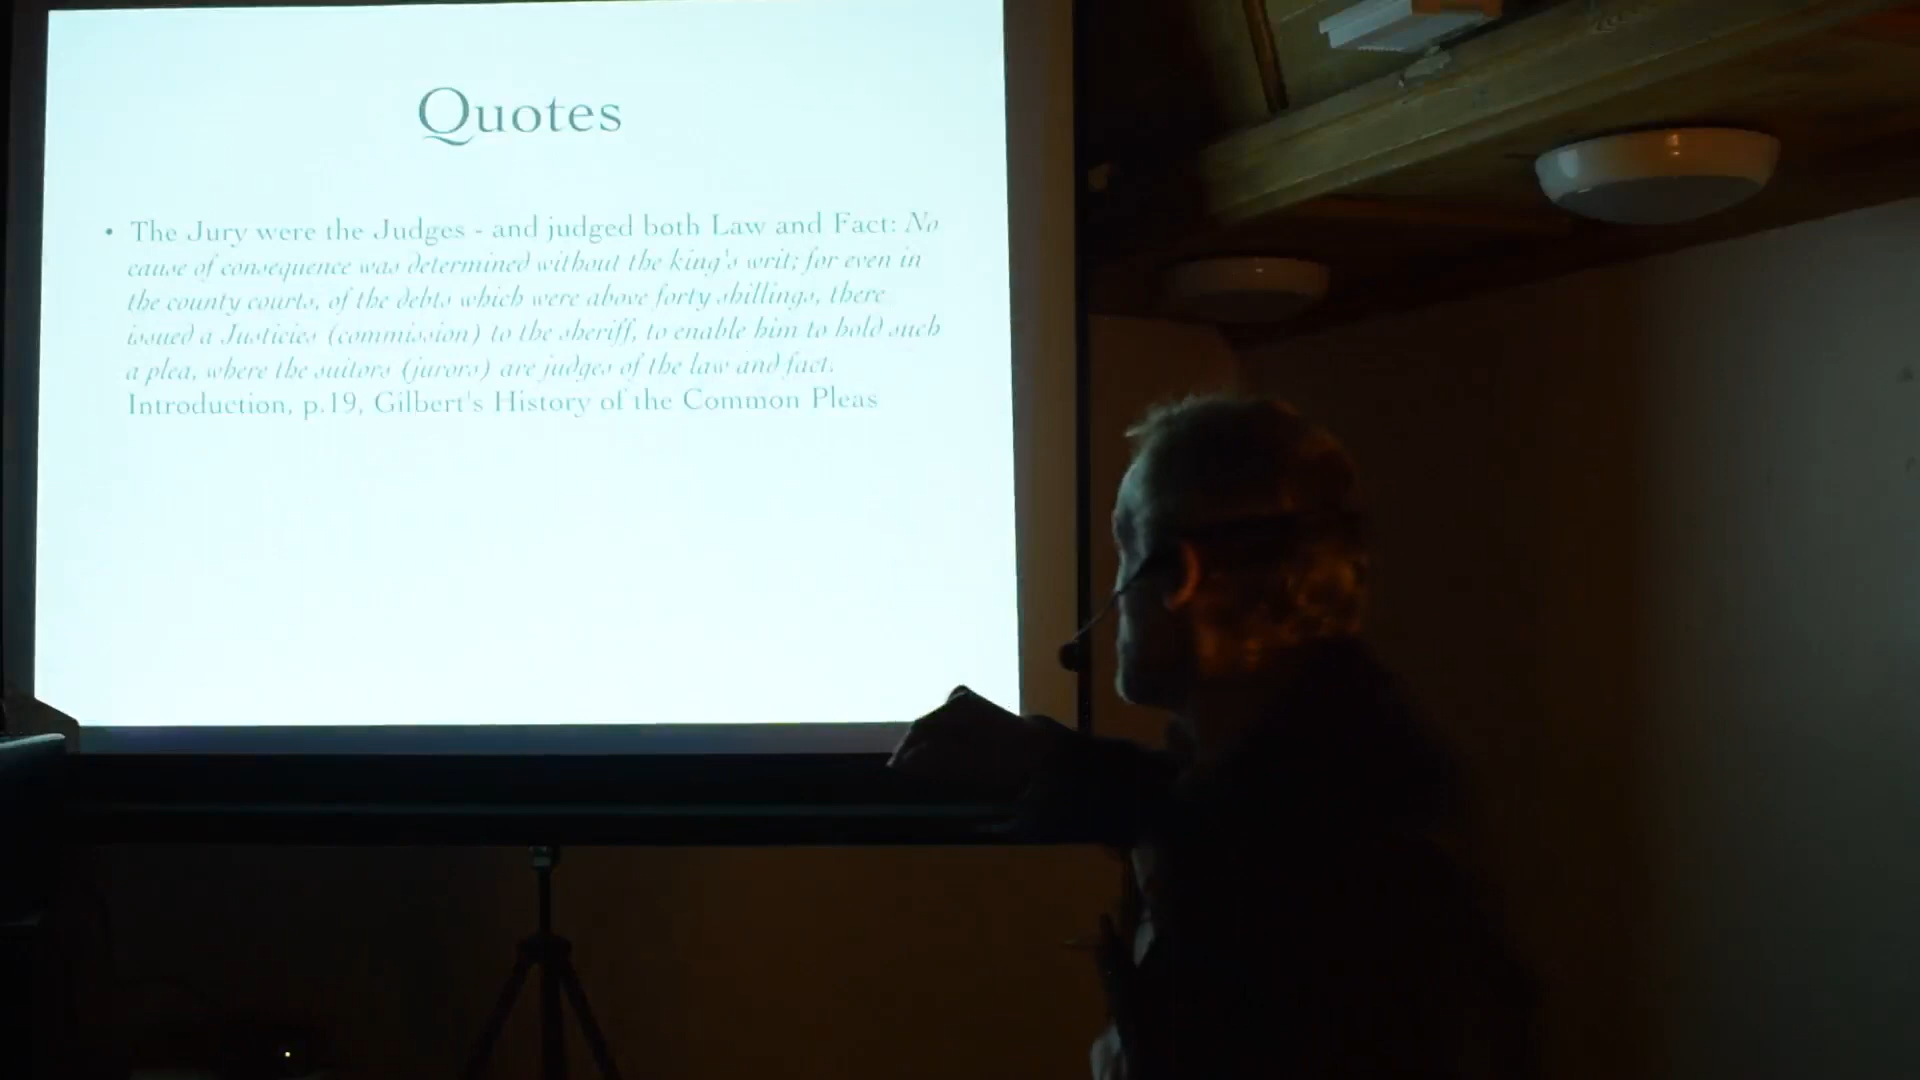 Quotes
• The Jury were the Judges - and judged both Law and Fact: No
cause of consequence was determined without the king's writ; for even in
the county courts, of the debts which were above forty shillings, there
issued a Justicies (commission) to the sheriff, to enable him to hold such
a plea, where the suitors (jurors) are judges of the law and fact.
Introduction, p.19, Gilbert's History of the Common Pleas